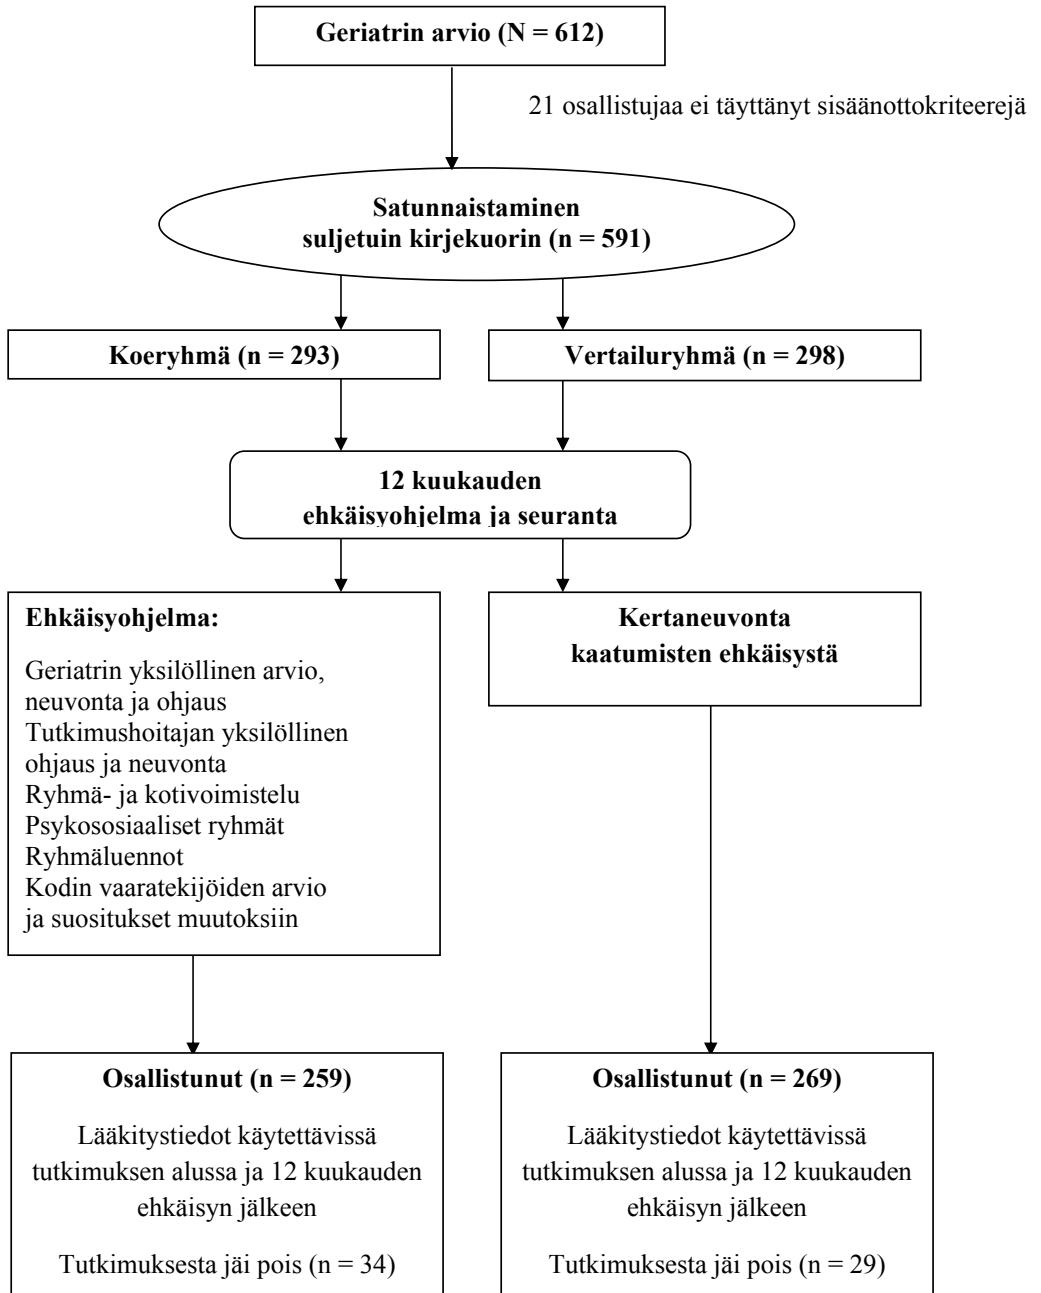 Geriatrin arvio (N = 612)
21 osallistujaa ei täyttänyt sisäänottokriteerejä
Satunnaistaminen
suljetuin kirjekuorin (n = 591)
Koeryhmä (n = 293)
Vertailuryhmä (n = 298)
12 kuukauden
ehkäisyohjelma ja seuranta
Ehkäisyohjelma:
Geriatrin yksilöllinen arvio,
neuvonta ja ohjaus
Tutkimushoitajan yksilöllinen
ohjaus ja neuvonta
Ryhmä- ja kotivoimistelu
Psykososiaaliset ryhmät
Ryhmäluennot
Kodin vaaratekijöiden arvio
ja suositukset muutoksiin
Kertaneuvonta
kaatumisten ehkäisystä
Osallistunut (n = 259)
Lääkitystiedot käytettävissä
tutkimuksen alussa ja 12 kuukauden
ehkäisyn jälkeen
Tutkimuksesta jäi pois (n = 34)
Osallistunut (n = 269)
Lääkitystiedot käytettävissä
tutkimuksen alussa ja 12 kuukauden
ehkäisyn jälkeen
Tutkimuksesta jäi pois (n = 29)